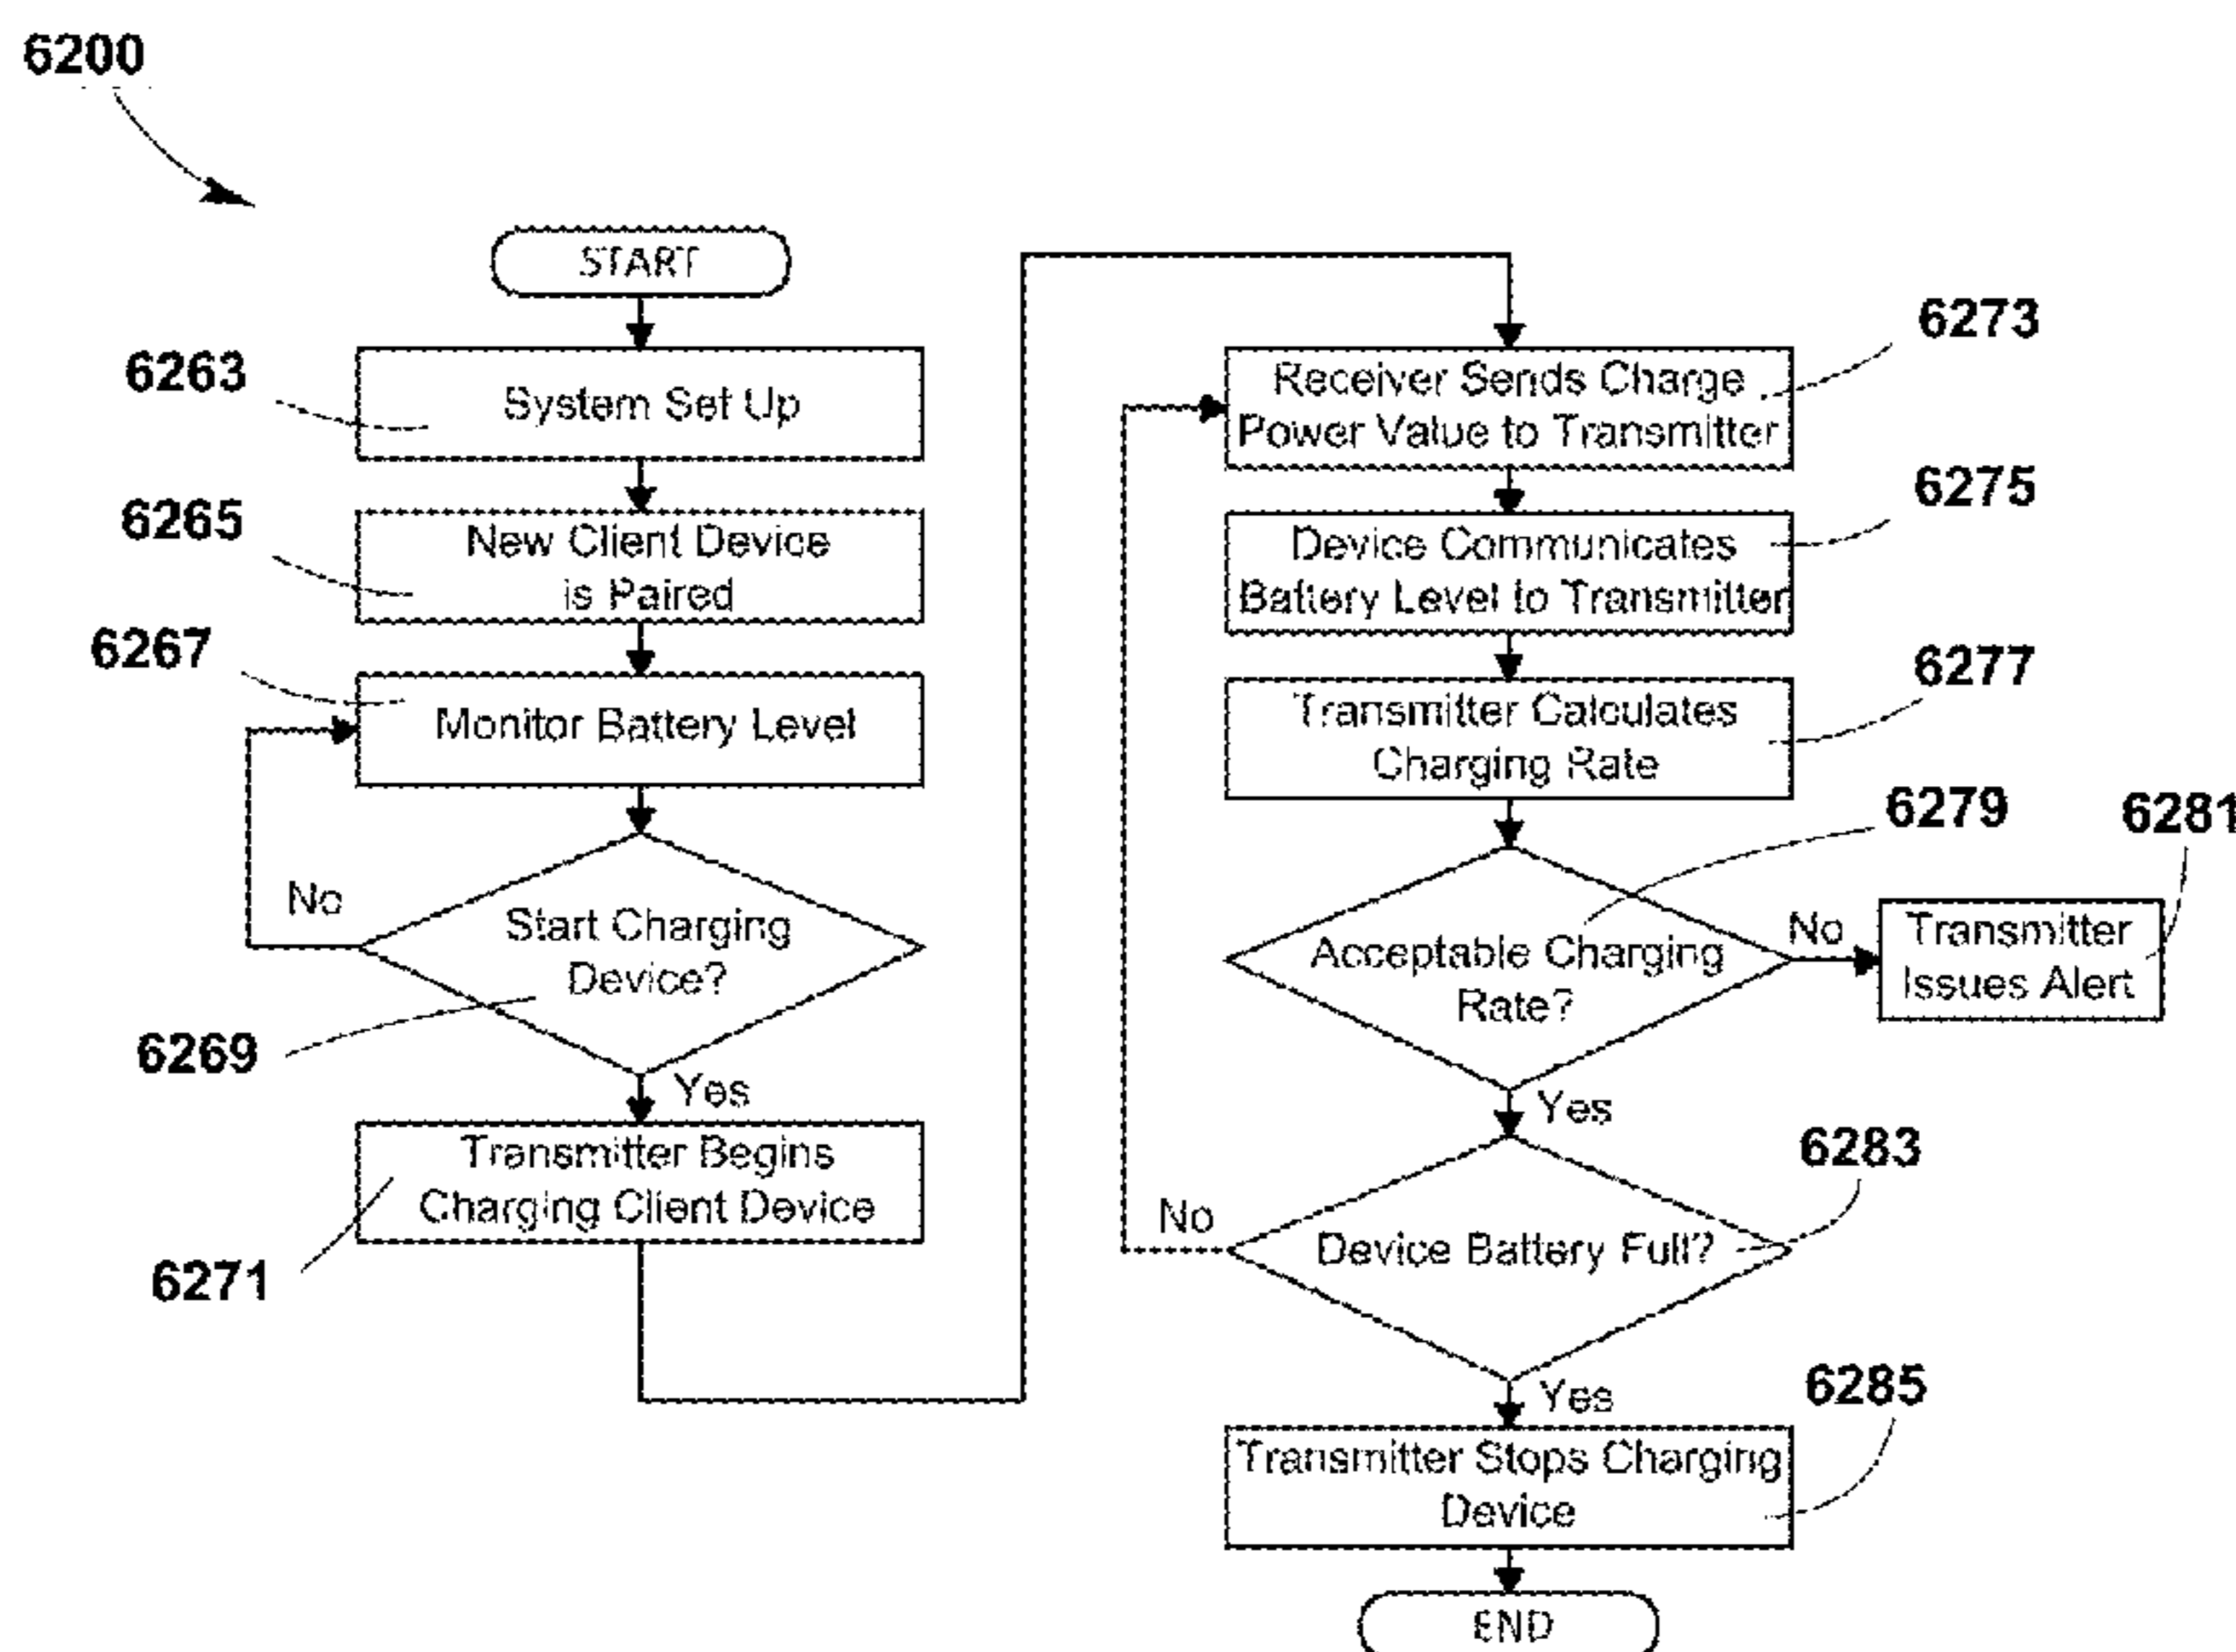 6200
START
6263
System Set Up
6265
New Client Device
is Paired
6267
Monitor Battery Level
No
Start Charging
Device?
6269
Yes
Transmitter Begins
Charging Client Device
6271
6273
Receiver Sends Charge
Power Value to Transmitter
6275
Device Communicates
Battery Level to Transmitter
6277
Transmitter Calculates
Charging Rate
6279
6281
Acceptable Charging
Rate?
No
Transmitter
Issues Alert
Yes
6283
No
Device Battery Full?
Yes
6285
Transmitter Stops Charging
Device
END